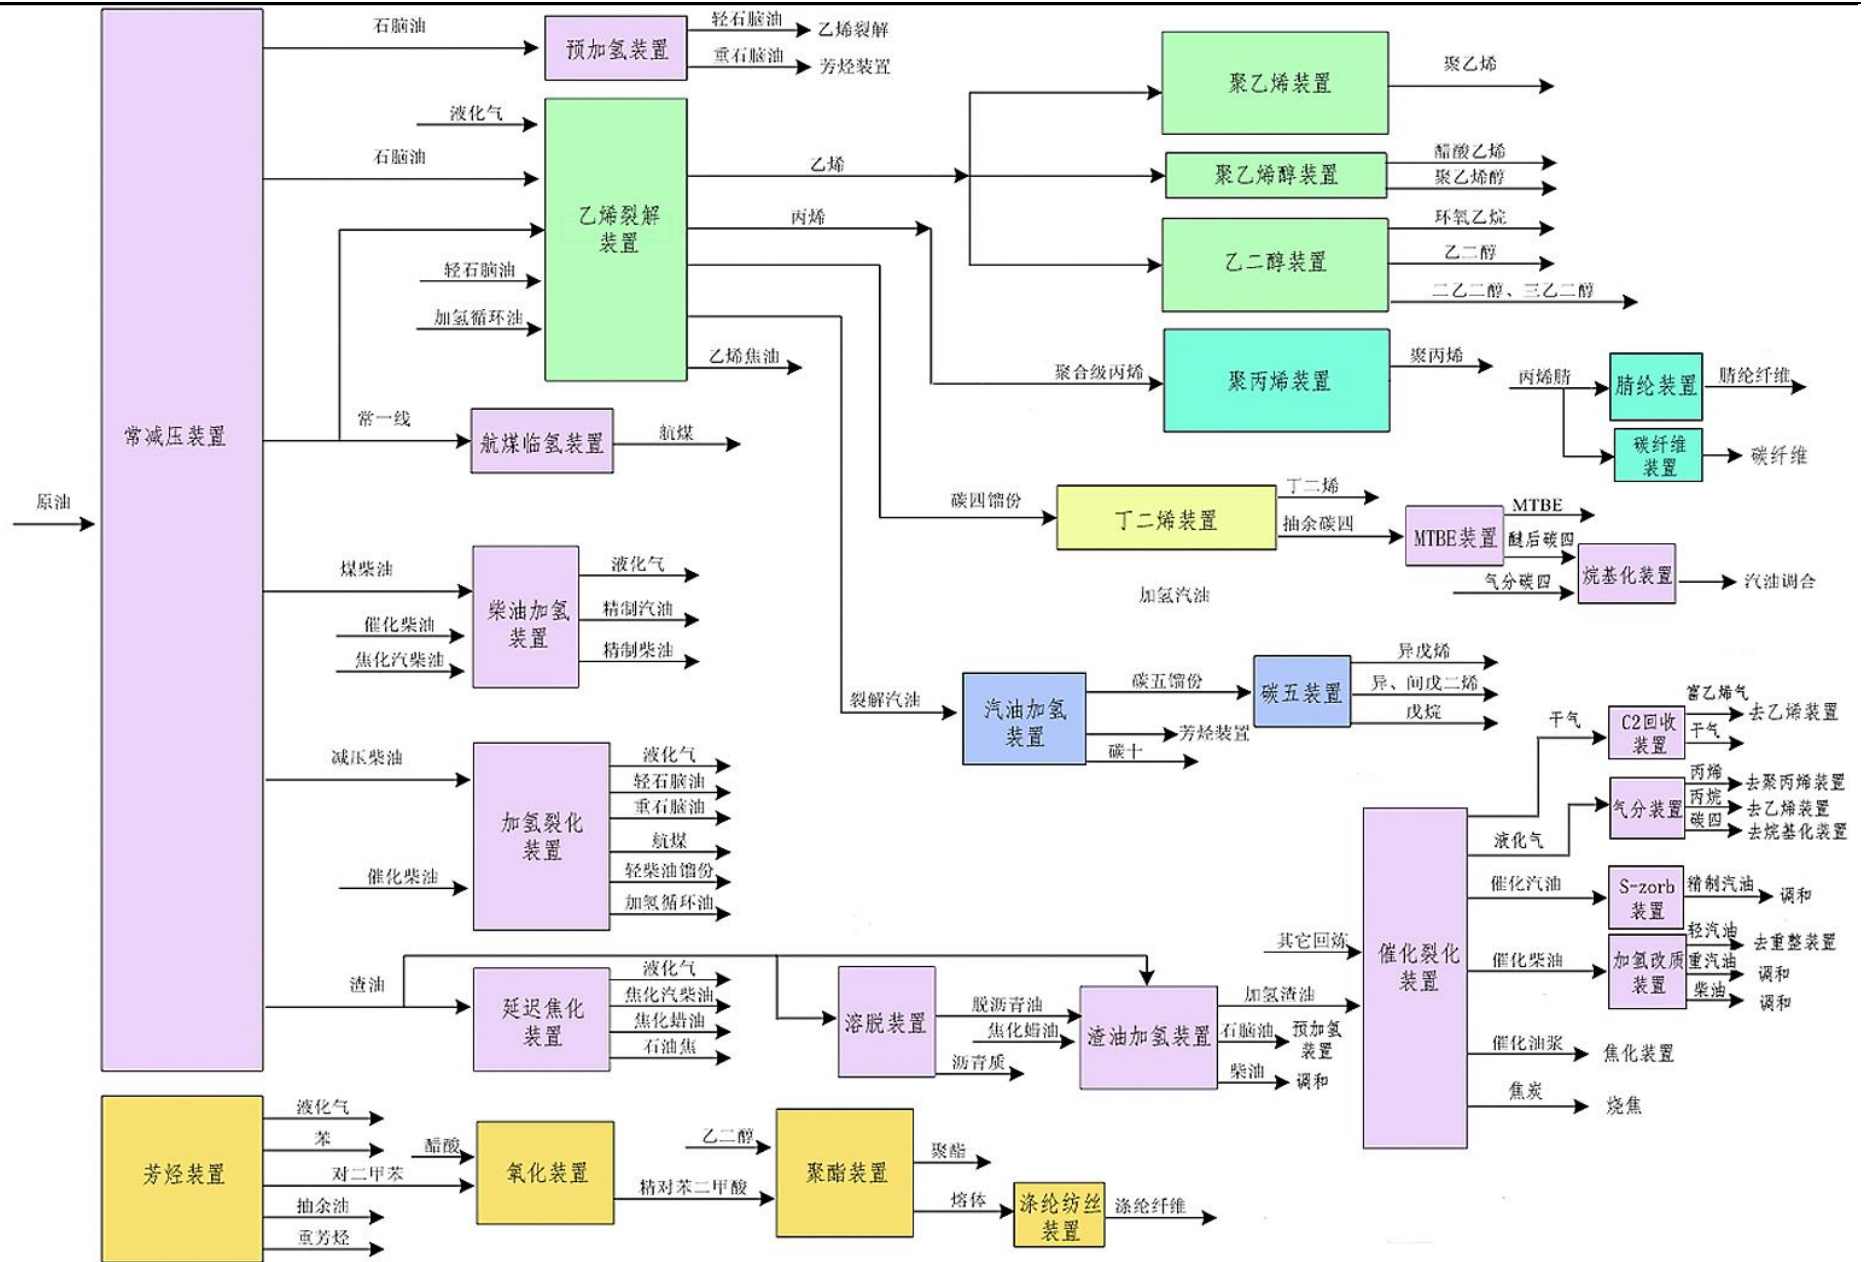 石脑油
预加氢装置
轻石脑油
乙烯裂解
重石脑油
芳烃装置
液化气
石脑油
乙烯裂解
装置
轻石脑油
加氢循环油
乙烯
丙烯
乙烯焦油
聚乙烯装置
聚乙烯
聚乙烯醇装置
醋酸乙烯
聚乙烯醇
乙二醇装置
环氧乙烷
乙二醇
二乙二醇、三乙二醇
聚合级丙烯
聚丙烯装置
聚丙烯
丙烯腈
腈纶装置
腈纶纤维
碳纤维
装置
碳纤维
常减压装置
原油
常一线
航煤临氢装置
航煤
碳四馏份
丁二烯装置
丁二烯
抽余碳四
MTBE装置
MTBE
醚后碳四
气分碳四
烷基化装置
汽油调合
加氢汽油
煤柴油
催化柴油
焦化汽柴油
柴油加氢
装置
液化气
精制汽油
精制柴油
裂解汽油
汽油加氢
装置
碳五馏份
芳烃装置
碳十
碳五装置
异戊烯
异、间戊二烯
戊烷
减压柴油
催化柴油
加氢裂化
装置
液化气
轻石脑油
重石脑油
航煤
轻柴油馏份
加氢循环油
渣油
延迟焦化
装置
液化气
焦化汽柴油
焦化蜡油
石油焦
溶脱装置
脱沥青油
焦化蜡油
沥青质
渣油加氢装置
加氢渣油
石脑油
预加氢
装置
柴油
调和
其它回炼
催化裂化
装置
干气
C2回收
装置
富乙烯气
去乙烯装置
干气
液化气
气分装置
丙烯
去聚丙烯装置
丙烷
去乙烯装置
碳四
去烷基化装置
催化汽油
S-zorb
装置
精制汽油
调和
催化柴油
加氢改质
装置
轻汽油
去重整装置
重汽油
调和
柴油
调和
催化油浆
焦化装置
焦炭
烧焦
芳烃装置
液化气
苯
对二甲苯
抽余油
重芳烃
醋酸
氧化装置
精对苯二甲酸
乙二醇
聚酯装置
聚酯
熔体
涤纶纺丝
装置
涤纶纤维